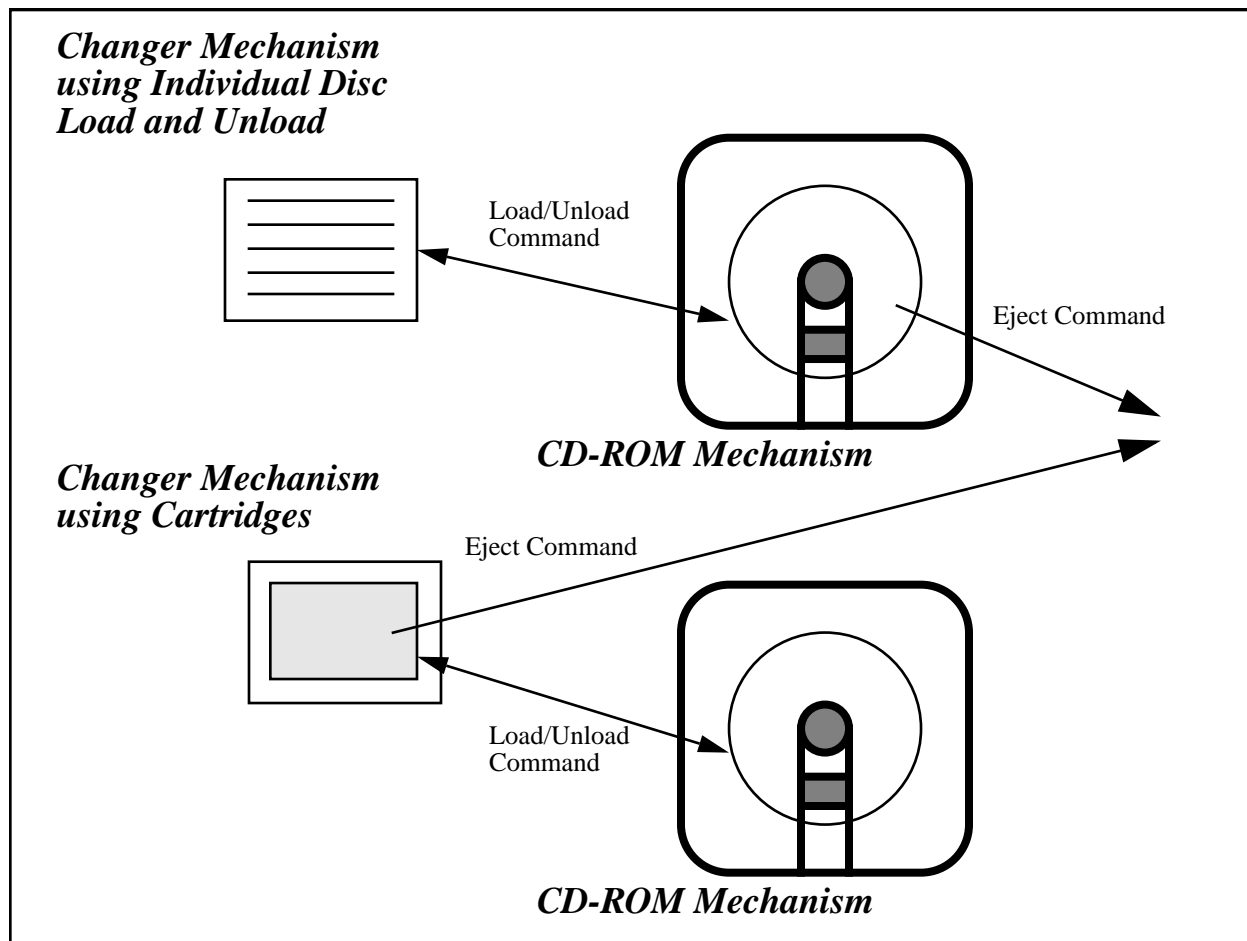 Changer Mechanism
using Individual Disc
Load and Unload
Load/Unload
Command
Eject Command
CD-ROM Mechanism
Changer Mechanism
using Cartridges
Eject Command
Load/Unload
Command
CD-ROM Mechanism